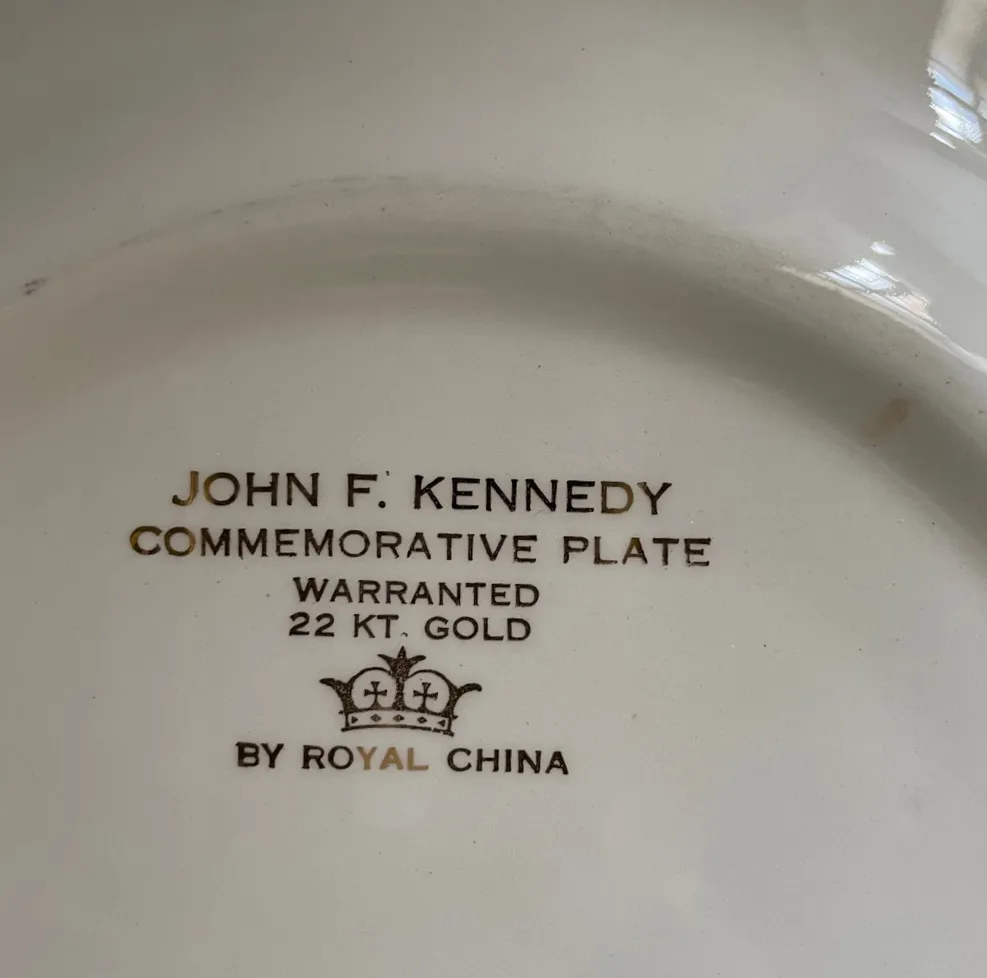 JOHN F. KENNEDY
COMMEMORATIVE PLATE
WARRANTED
22 KT. GOLD
BY ROYAL CHINA